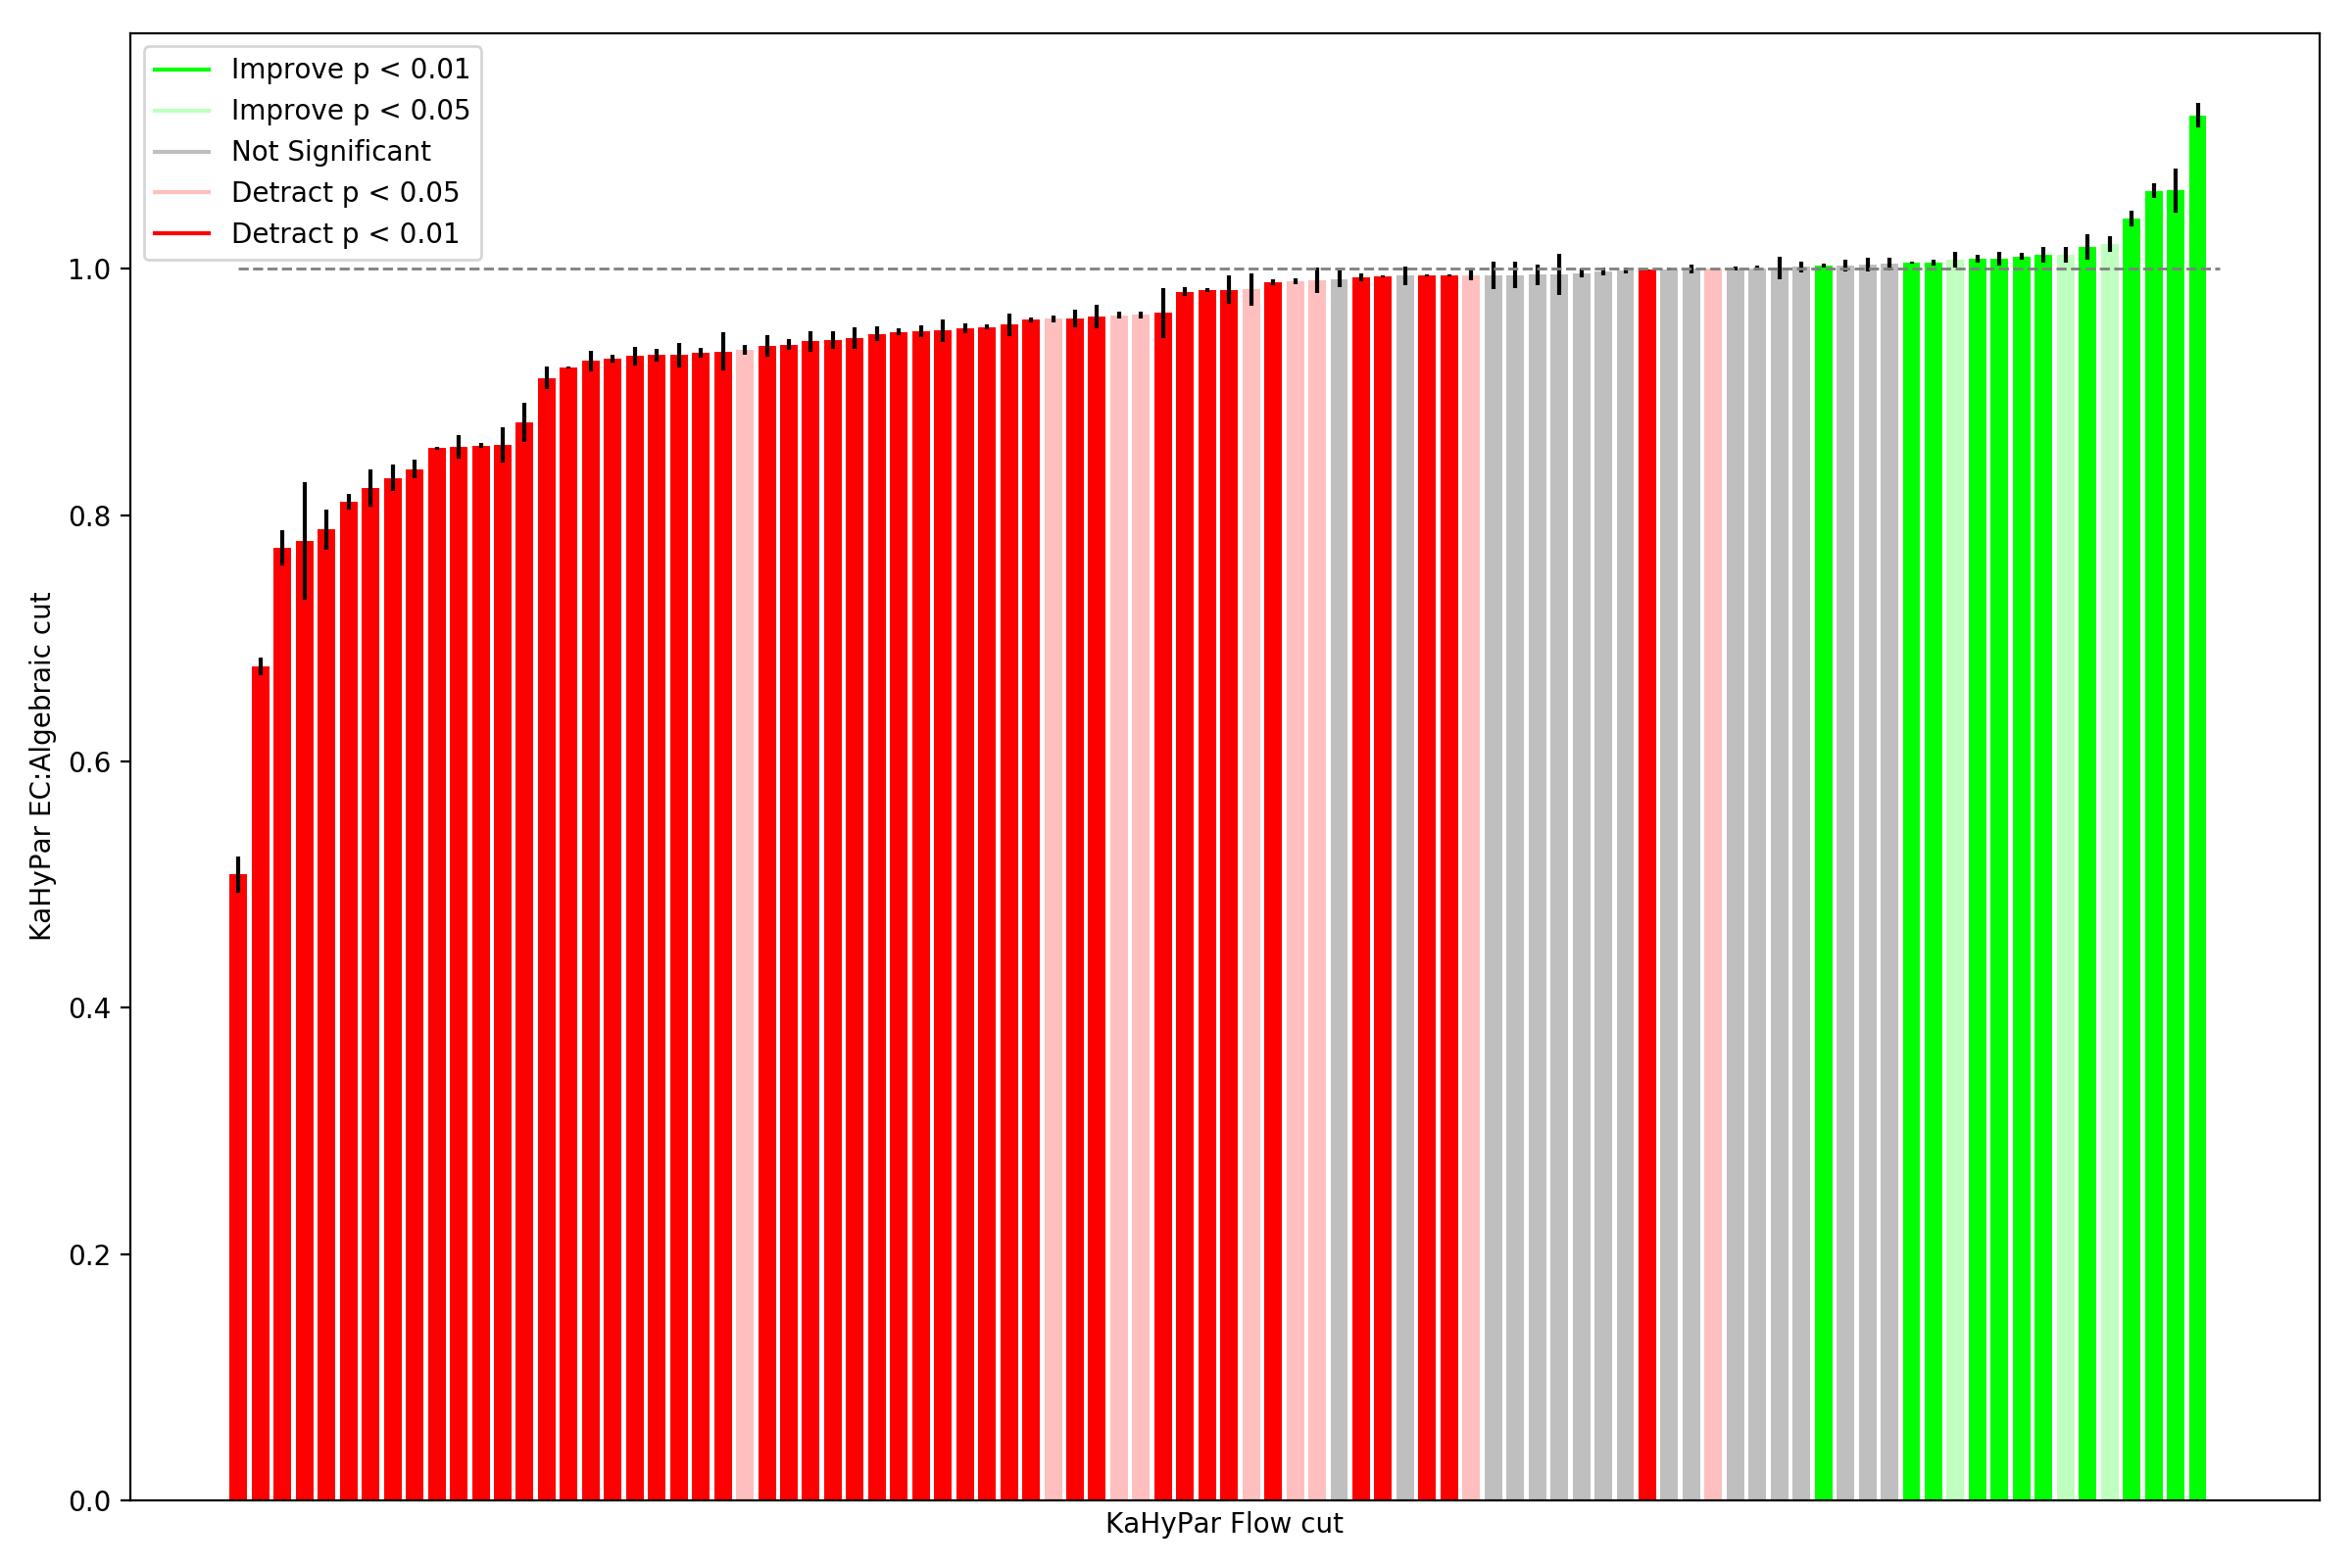 Improve p < 0.01
Improve p < 0.05
Not Significant
Detract p < 0.05
Detract p < 0.01
1.0
0.8
0.6
0.4
0.2
0.0
KaHyPar EC:Algebraic cut
KaHyPar Flow cut